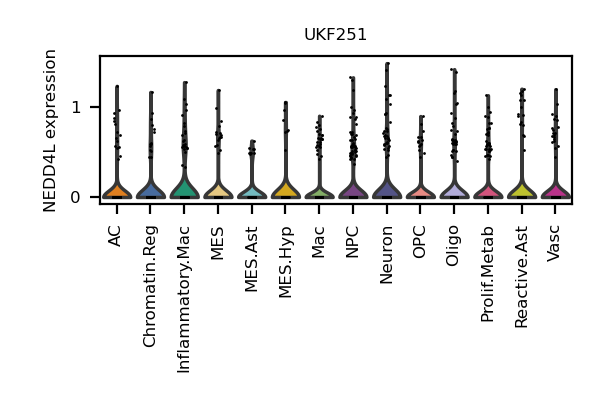 UKF251
NEDD4L expression
1
0
AC
Chromatin.Reg
Inflammatory.Mac
MES
MES.Ast
MES.Hyp
Mac
NPC
Neuron
OPC
Oligo
Prolif.Metab
Reactive.Ast
Vasc